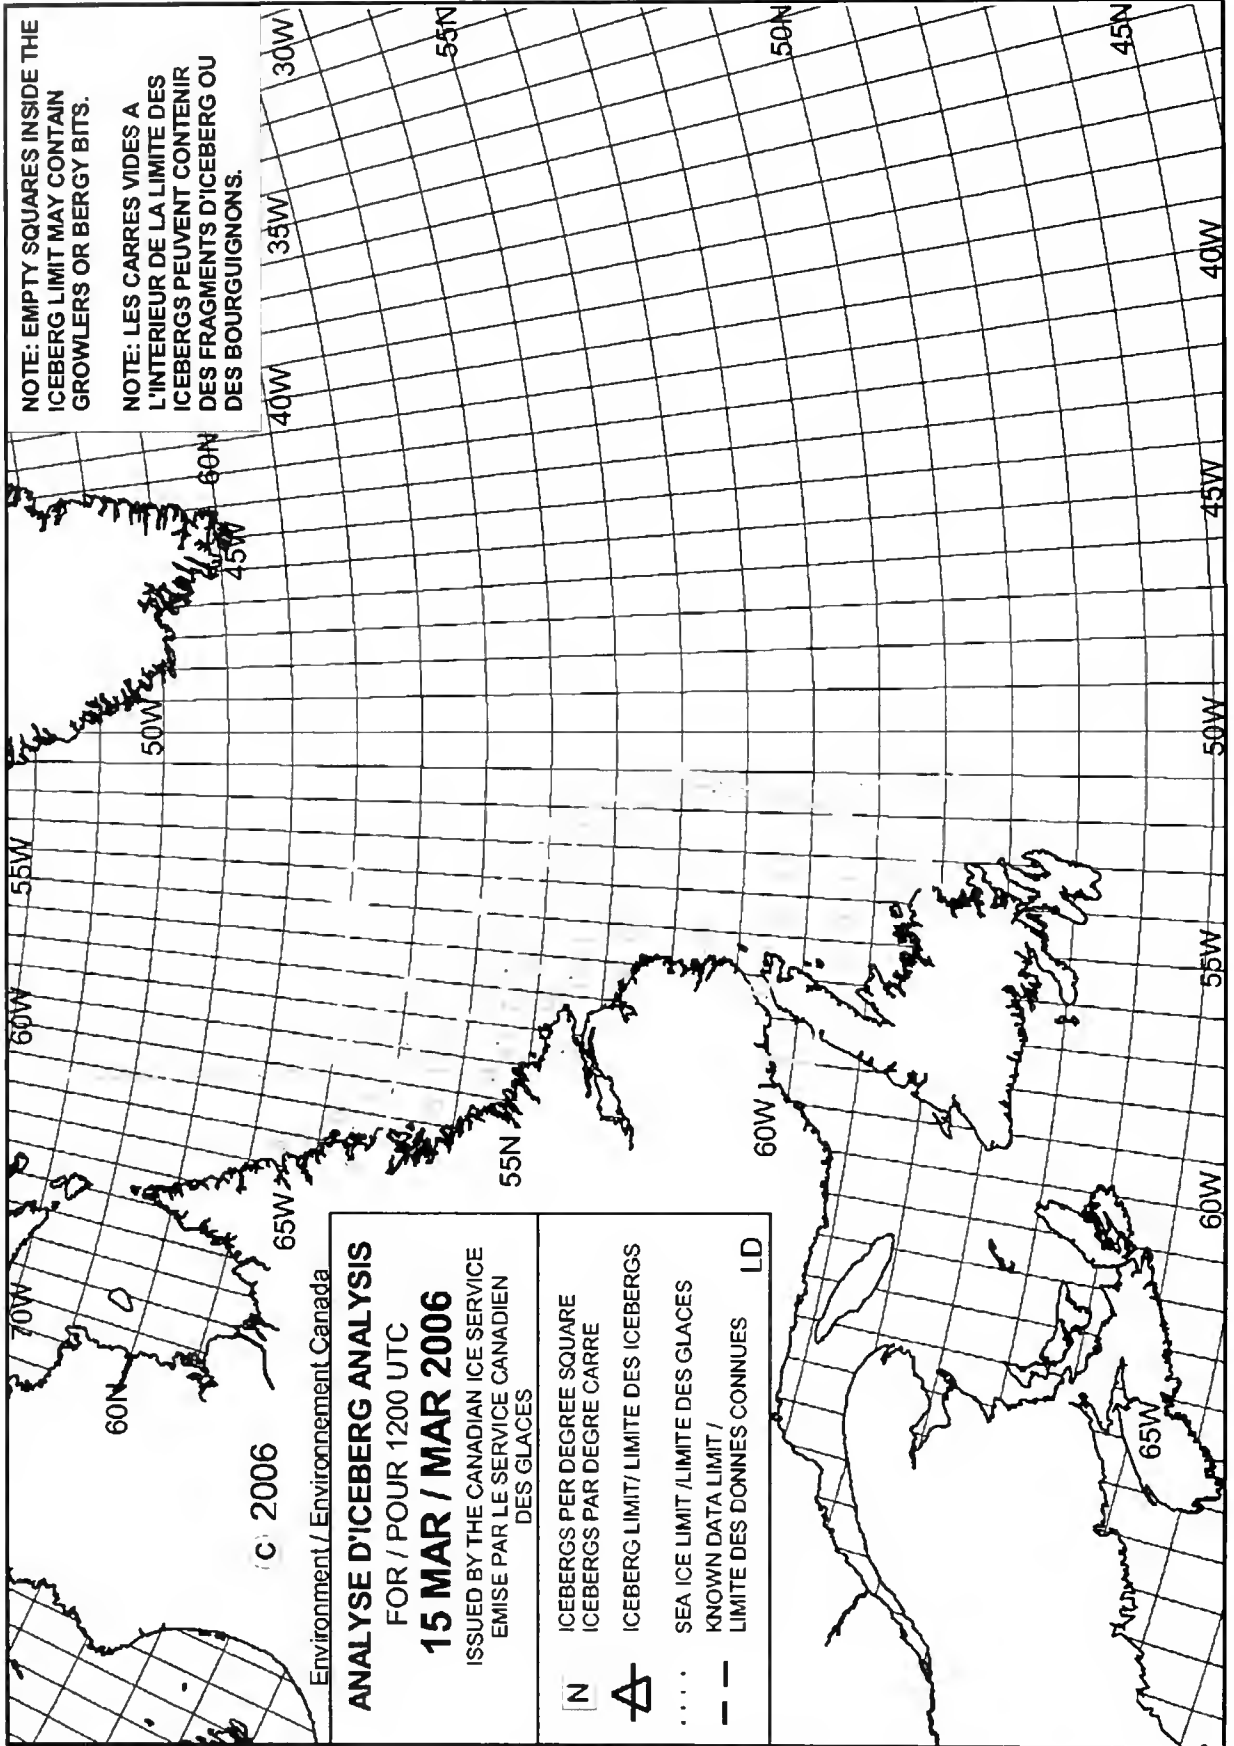 NOTE: EMPTY SQUARES INSIDE THE
ICEBERG LIMIT MAY CONTAIN
GROWLERS OR BERGY BITS.
NOTE: LES CARRES VIDES A
L'INTERIEUR DE LA LIMITE DES
ICEBERGS PEUVENT CONTENIR
DES FRAGMENTS D'ICEBERG OU
DES BOURGUIGNONS.
70W
60W
55W
50W
45W
60N
40W
35W
30W
55N
50N
45N
60N
65W
55N
60W
65W
60W
55W
50W
45W
40W
(C) 2006
Environment / Environnement Canada
ANALYSE D'ICEBERG ANALYSIS
FOR / POUR 1200 UTC
15 MAR / MAR 2006
ISSUED BY THE CANADIAN ICE SERVICE
EMISE PAR LE SERVICE CANADIEN
DES GLACES
N
ICEBERGS PER DEGREE SQUARE
ICEBERGS PAR DEGRE CARRE
ICEBERG LIMIT/ LIMITE DES ICEBERGS
SEA ICE LIMIT /LIMITE DES GLACES
KNOWN DATA LIMIT /
LIMITE DES DONNES CONNUES
LD